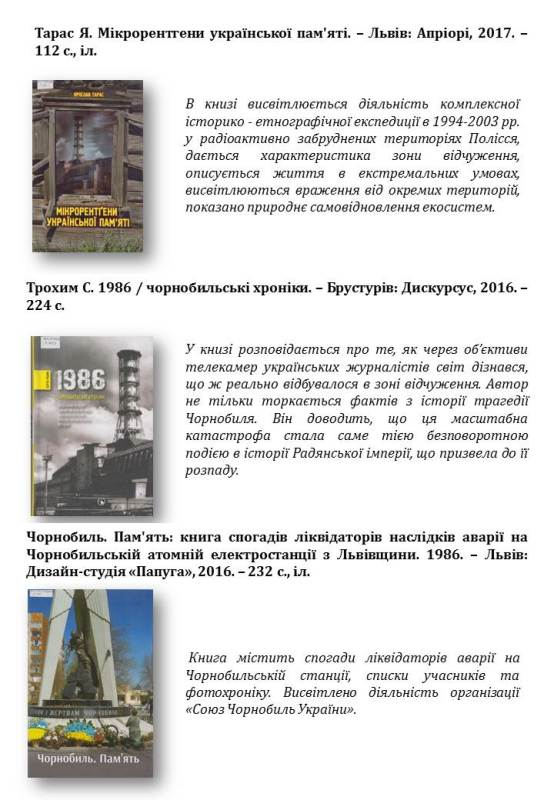 Тарас Я. Мікрорентгени української пам'яті. – Львів: Апріорі, 2017. –
112 с., іл.
ЯРОСЛАВ ТАРАС
МІКРОРЕНТҐЕНИ
УКРАЇНСЬКОЇ ПАМ'ЯТІ
В книзі висвітлюється діяльність комплексної
історико - етнографічної експедиції в 1994-2003 рр.
у радіоактивно забруднених територіях Полісся,
дається характеристика зони відчуження,
описується життя в екстремальних умовах,
висвітлюються враження від окремих територій,
показано природнє самовідновлення екосистем.
Трохим С. 1986 / чорнобильські хроніки. – Брустурів: Дискурсус, 2016. –
224 с.
1986
У книзі розповідається про те, як через об’єктиви
телекамер українських журналістів світ дізнався,
що ж реально відбувалося в зоні відчуження. Автор
не тільки торкається фактів з історії трагедії
Чорнобиля. Він доводить, що ця масштабна
катастрофа стала саме тією безповоротною
подією в історії Радянської імперії, що призвела до її
розпаду.
Чорнобиль. Пам'ять: книга спогадів ліквідаторів наслідків аварії на
Чорнобильській атомній електростанції з Львівщини. 1986. – Львів:
Дизайн-студія «Папуга», 2016. – 232 с., іл.
Чорнобиль. Пам'ять
Книга містить спогади ліквідаторів аварії на
Чорнобильській станції, списки учасників та
фотохроніку. Висвітлено діяльність організації
«Союз Чорнобиль України».